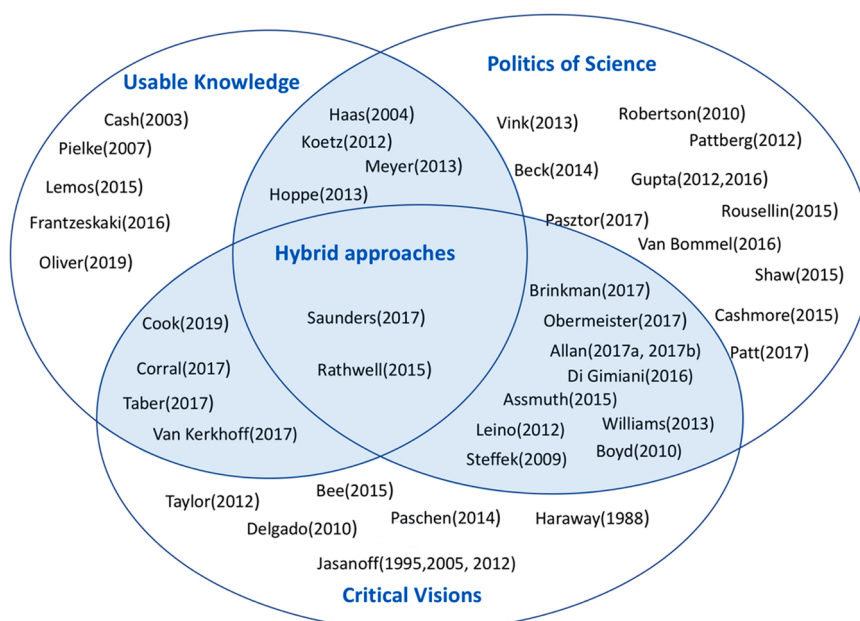 Usable Knowledge
Cash(2003)
Pielke(2007)
Lemos(2015)
Frantzeskaki(2016)
Oliver(2019)
Haas(2004)
Koetz(2012)
Meyer(2013)
Hoppe(2013)
Politics of Science
Vink(2013)
Robertson(2010)
Pattberg(2012)
Beck(2014)
Gupta(2012,2016)
Pasztor(2017)
Rousellin(2015)
Van Bommel(2016)
Shaw(2015)
Cashmore(2015)
Patt(2017)
Hybrid approaches
Cook(2019)
Corral(2017)
Taber(2017)
Van Kerkhoff(2017)
Saunders(2017)
Rathwell(2015)
Brinkman(2017)
Obermeister(2017)
Allan(2017a, 2017b)
Di Gimiani(2016)
Assmuth(2015)
Williams(2013)
Leino(2012)
Boyd(2010)
Steffek(2009)
Taylor(2012)
Bee(2015)
Delgado(2010)
Paschen(2014)
Haraway(1988)
Jasanoff(1995,2005, 2012)
Critical Visions